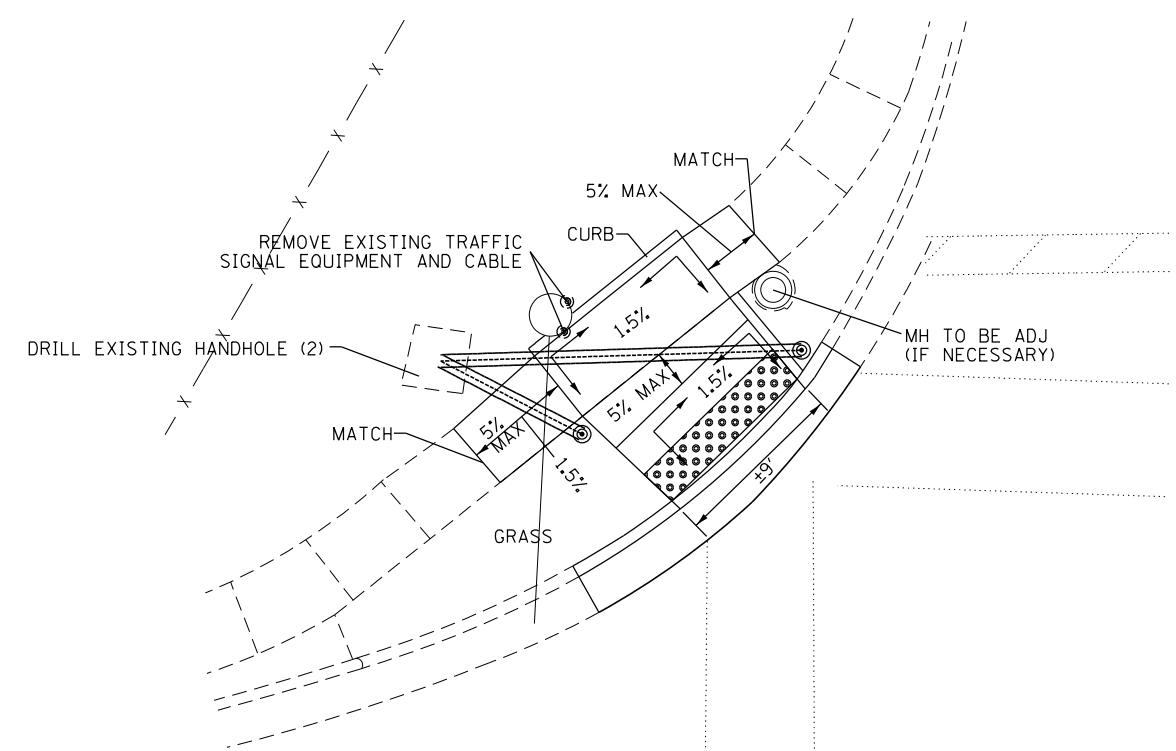 MATCH
5% MAX
CURB
REMOVE EXISTING TRAFFIC
SIGNAL EQUIPMENT AND CABLE
1.5%
MH TO BE ADJ
(IF NECESSARY)
DRILL EXISTING HANDHOLE (2)
5% MAX
1.5%
MATCH
5%
MAX
1.5%
±9'
GRASS
X
X
X
X
X
X